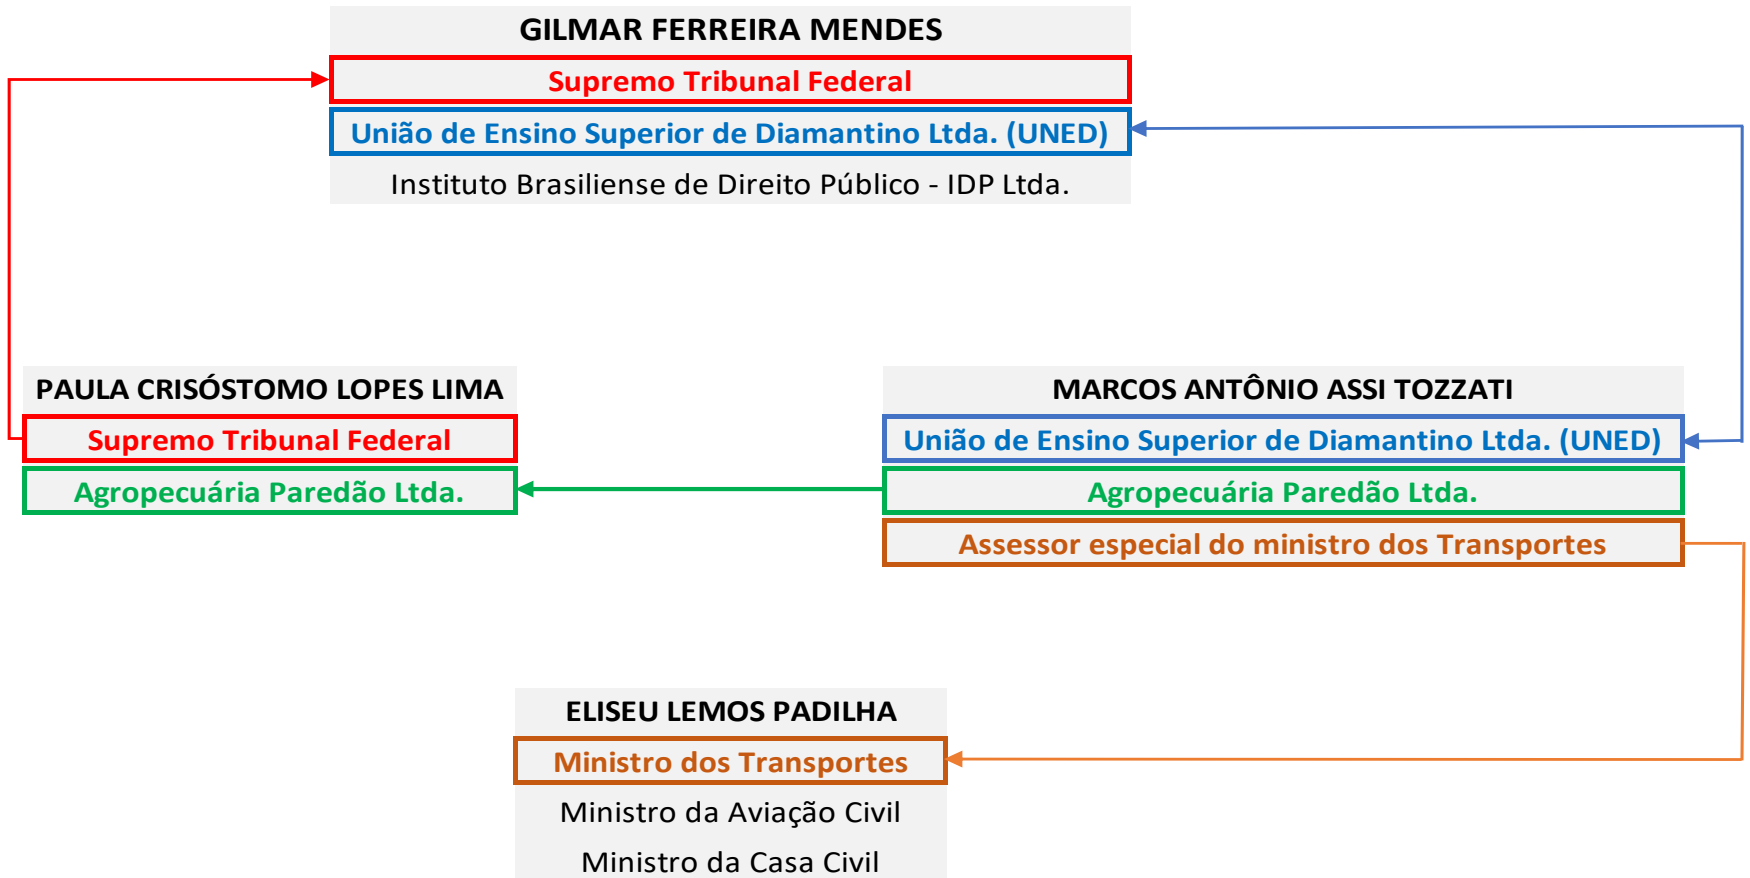 GILMAR FERREIRA MENDES
Supremo Tribunal Federal
União de Ensino Superior de Diamantino Ltda. (UNED)
Instituto Brasiliense de Direito Público - IDP Ltda.
PAULA CRISÓSTOMO LOPES LIMA
Supremo Tribunal Federal
Agropecuária Paredão Ltda.
MARCOS ANTÔNIO ASSI TOZZATI
União de Ensino Superior de Diamantino Ltda. (UNED)
Agropecuária Paredão Ltda.
Assessor especial do ministro dos Transportes
ELISEU LEMOS PADILHA
Ministro dos Transportes
Ministro da Aviação Civil
Ministro da Casa Civil